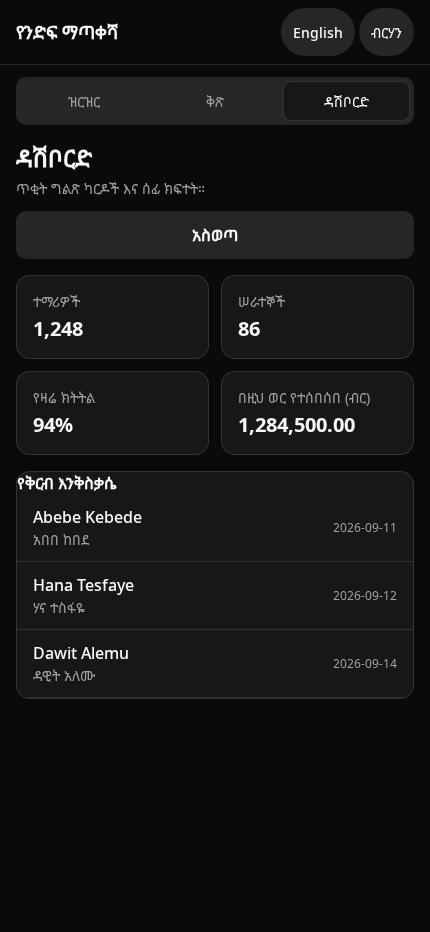 የንድፍ ማጣቀሻ
English
ብርሃን
ዝርዝር
ቅጽ
ዳሽቦርድ
ዳሽቦርድ
ጥቂት ግልጽ ካርዶች እና ሰፊ ክፍተት።
አስወጣ
ተማሪዎች
1,248
ሠራተኞች
86
የዛሬ ክትትል
94%
በዚህ ወር የተሰበሰበ (ብር)
1,284,500.00
የቅርብ እንቅስቃሴ
Abebe Kebede
አበበ ከበደ
2026-09-11
Hana Tesfaye
ሃና ተስፋዬ
2026-09-12
Dawit Alemu
ዳዊት አለሙ
2026-09-14